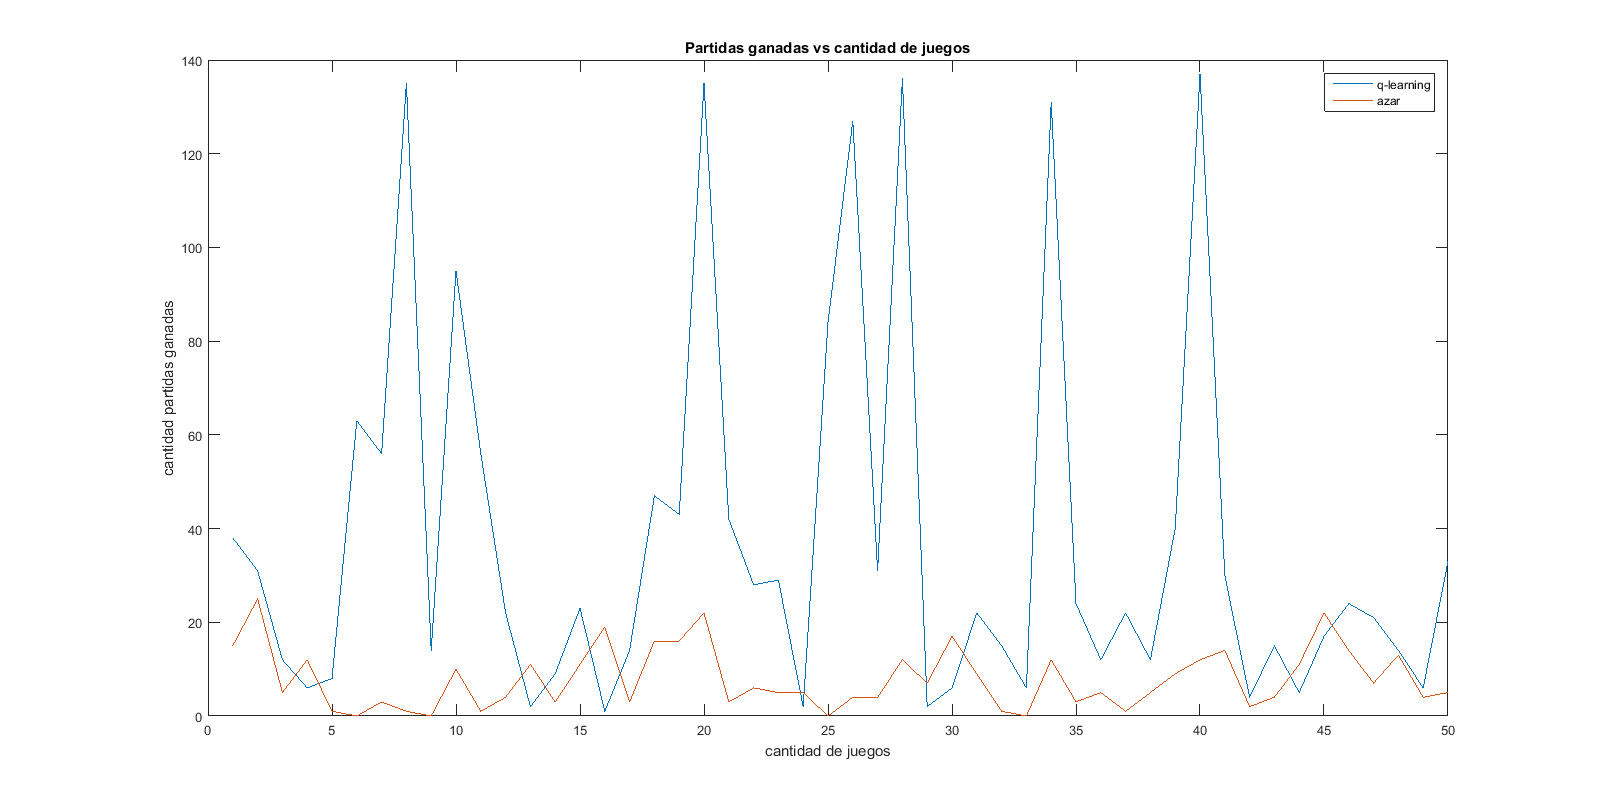 Partidas ganadas vs cantidad de juegos
q-learning
azar
140
120
100
80
60
40
20
0
cantidad partidas ganadas
0 5 10 15 20 25 30 35 40 45 50
cantidad de juegos